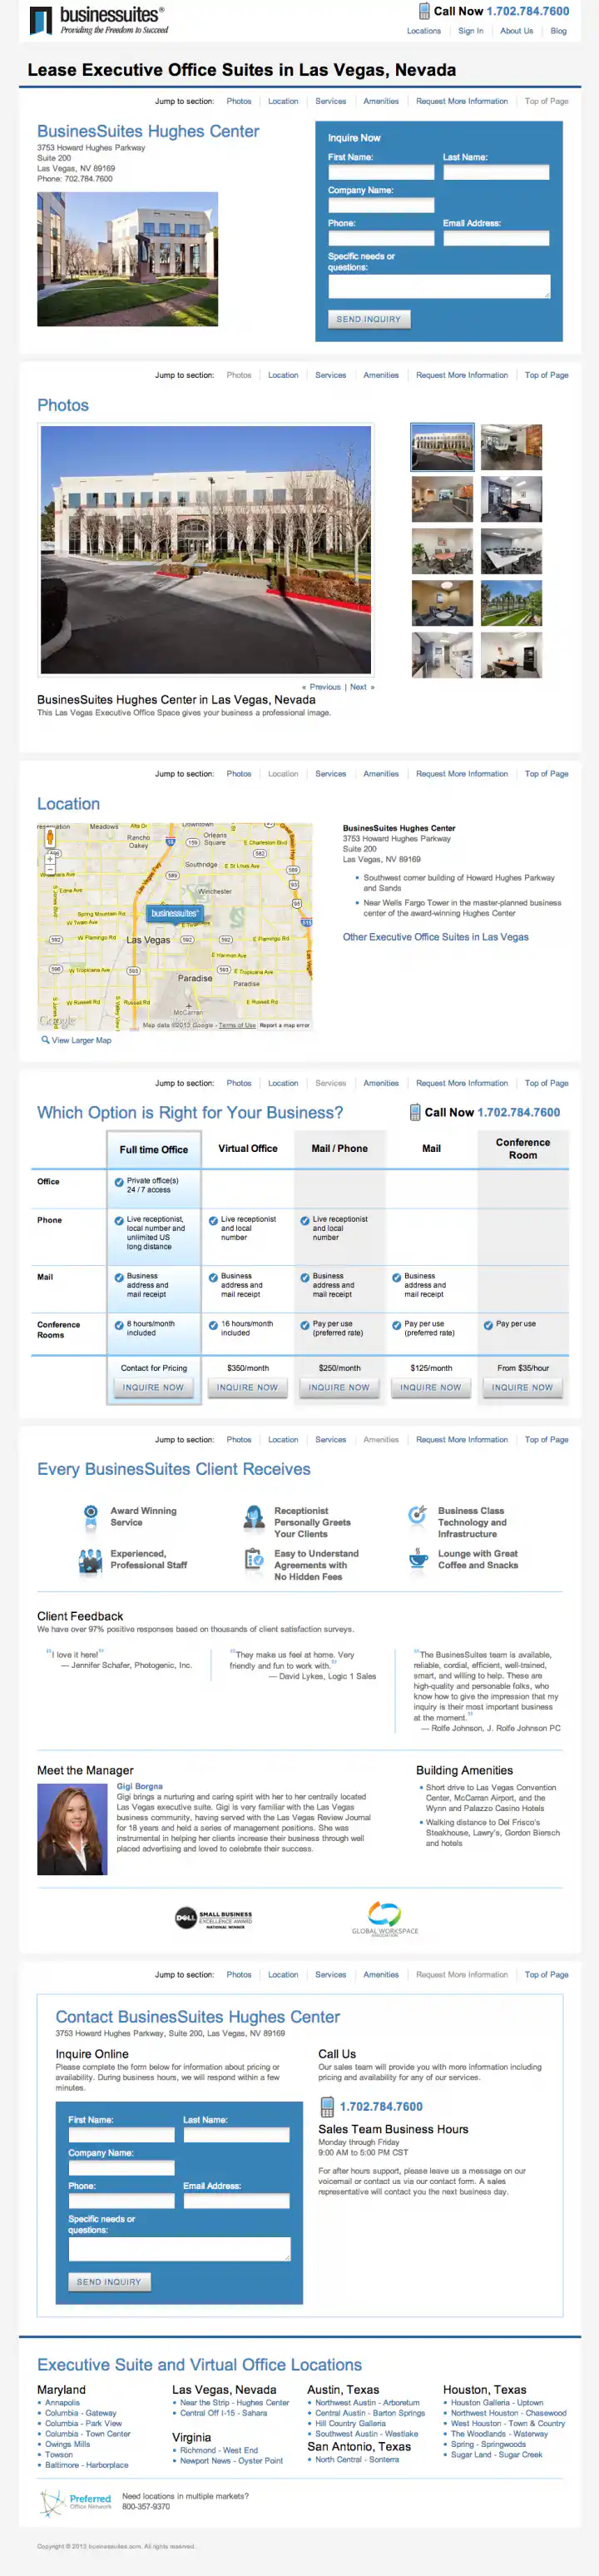 businessuites®
Providing the Freedom to Succeed
Call Now 1.702.784.7600
Locations | Sign In | About Us | Blog
Lease Executive Office Suites in Las Vegas, Nevada
Jump to section: Photos | Location | Services | Amenities | Request More Information | Top of Page
BusinesSuites Hughes Center
3753 Howard Hughes Parkway
Suite 200
Las Vegas, NV 89169
Phone: 702.784.7600
Inquire Now
First Name: Last Name:
Company Name:
Phone: Email Address:
Specific needs or
questions:
SEND INQUIRY
Jump to section: Photos | Location | Services | Amenities | Request More Information | Top of Page
Photos
« Previous | Next »
BusinesSuites Hughes Center in Las Vegas, Nevada
This Las Vegas Executive Office Space gives your business a professional image.
Jump to section: Photos | Location | Services | Amenities | Request More Information | Top of Page
Location
Meadows
Downtown
Rancho
Oakey
Orleans
Square
E Charleston Blvd
Southridge
E St Louis Ave
Winchester
Spring Mountain Rd
W Twain Ave
businessuites
W Flamingo Rd
Las Vegas
E Flamingo Rd
E Harmon Ave
W Tropicana Ave
E Tropicana Ave
Paradise
Paradise
W Russell Rd
E Russell Rd
McCarran
Google
Map data ©2013 Google - Terms of Use Report a map error
View Larger Map
BusinesSuites Hughes Center
3753 Howard Hughes Parkway
Suite 200
Las Vegas, NV 89169
• Southwest corner building of Howard Hughes Parkway
and Sands
• Near Wells Fargo Tower in the master-planned business
center of the award-winning Hughes Center
Other Executive Office Suites in Las Vegas
Jump to section: Photos | Location | Services | Amenities | Request More Information | Top of Page
Which Option is Right for Your Business?
Call Now 1.702.784.7600
Full time Office Virtual Office Mail / Phone Mail Conference Room
Office
Private office(s)
24 / 7 access
Phone
Live receptionist,
local number and
unlimited US
long distance
Live receptionist
and local
number
Live receptionist
and local
number
Mail
Business
address and
mail receipt
Business
address and
mail receipt
Business
address and
mail receipt
Business
address and
mail receipt
Conference
Rooms
8 hours/month
included
16 hours/month
included
Pay per use
(preferred rate)
Pay per use
(preferred rate)
Pay per use
Contact for Pricing $350/month $250/month $125/month From $35/hour
INQUIRE NOW INQUIRE NOW INQUIRE NOW INQUIRE NOW INQUIRE NOW
Jump to section: Photos | Location | Services | Amenities | Request More Information | Top of Page
Every BusinesSuites Client Receives
Award Winning
Service
Receptionist
Personally Greets
Your Clients
Business Class
Technology and
Infrastructure
Experienced,
Professional Staff
Easy to Understand
Agreements with
No Hidden Fees
Lounge with Great
Coffee and Snacks
Client Feedback
We have over 97% positive responses based on thousands of client satisfaction surveys.
"I love it here!"
— Jennifer Schafer, Photogenic, Inc.
"They make us feel at home. Very
friendly and fun to work with."
— David Lykes, Logic 1 Sales
"The BusinesSuites team is available,
reliable, cordial, efficient, well-trained,
smart, and willing to help. These are
high-quality and personable folks, who
know how to give the impression that my
inquiry is their most important business
at the moment."
— Rolfe Johnson, J. Rolfe Johnson PC
Meet the Manager
Gigi Borgna
Gigi brings a nurturing and caring spirit with her to her centrally located
Las Vegas executive suite. Gigi is very familiar with the Las Vegas
business community, having served with the Las Vegas Review Journal
for 18 years and held a series of management positions. She was
instrumental in helping her clients increase their business through well
placed advertising and loved to celebrate their success.
Building Amenities
• Short drive to Las Vegas Convention
Center, McCarran Airport, and the
Wynn and Palazzo Casino Hotels
• Walking distance to Del Frisco's
Steakhouse, Lawry's, Gordon Biersch
and hotels
DELL
SMALL BUSINESS
EXCELLENCE AWARD
NATIONAL WINNER
GLOBAL WORKSPACE
ASSOCIATION
Jump to section: Photos | Location | Services | Amenities | Request More Information | Top of Page
Contact BusinesSuites Hughes Center
3753 Howard Hughes Parkway, Suite 200, Las Vegas, NV 89169
Inquire Online
Please complete the form below for information about pricing or
availability. During business hours, we will respond within a few
minutes.
First Name: Last Name:
Company Name:
Phone: Email Address:
Specific needs or
questions:
SEND INQUIRY
Call Us
Our sales team will provide you with more information including
pricing and availability for any of our services.
1.702.784.7600
Sales Team Business Hours
Monday through Friday
9:00 AM to 5:00 PM CST
For after hours support, please leave us a message on our
voicemail or contact us via our contact form. A sales
representative will contact you the next business day.
Executive Suite and Virtual Office Locations
Maryland
• Annapolis
• Columbia - Gateway
• Columbia - Park View
• Columbia - Town Center
• Owings Mills
• Towson
• Baltimore - Harborplace
Las Vegas, Nevada
• Near the Strip - Hughes Center
• Central Off I-15 - Sahara
Virginia
• Richmond - West End
• Newport News - Oyster Point
Austin, Texas
• Northwest Austin - Arboretum
• Central Austin - Barton Springs
• Hill Country Galleria
• Southwest Austin - Westlake
San Antonio, Texas
• North Central - Sonterra
Houston, Texas
• Houston Galleria - Uptown
• Northwest Houston - Chasewood
• West Houston - Town & Country
• The Woodlands - Waterway
• Spring - Springwoods
• Sugar Land - Sugar Creek
Preferred
Office Network
Need locations in multiple markets?
800-357-9370
Copyright © 2013 businessuites.com. All rights reserved.